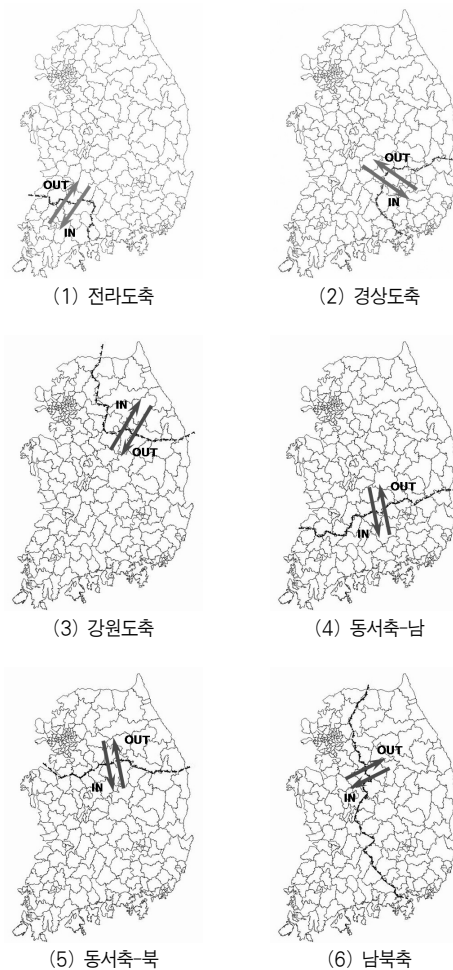 OUT
IN
(1) 전라도축
OUT
IN
(2) 경상도축
IN
OUT
(3) 강원도축
OUT
IN
(4) 동서축-남
OUT
IN
(5) 동서축-북
OUT
IN
(6) 남북축